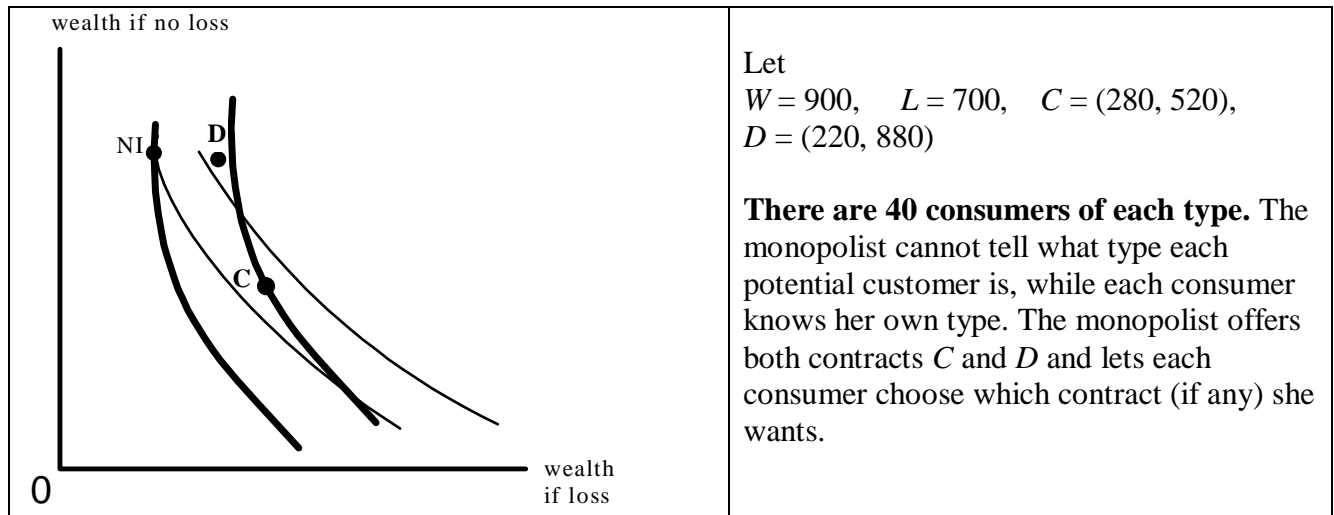 wealth if no loss
NI
D
C
0
wealth
if loss
Let
W = 900, L = 700, C = (280, 520),
D = (220, 880)
There are 40 consumers of each type. The
monopolist cannot tell what type each
potential customer is, while each consumer
knows her own type. The monopolist offers
both contracts C and D and lets each
consumer choose which contract (if any) she
wants.